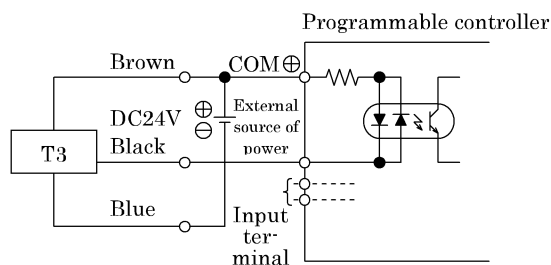 Programmable controller
Brown
COM⊕
DC24V
⊕
⊖
External
source of
power
T3
Black
Blue
Input
ter-
minal